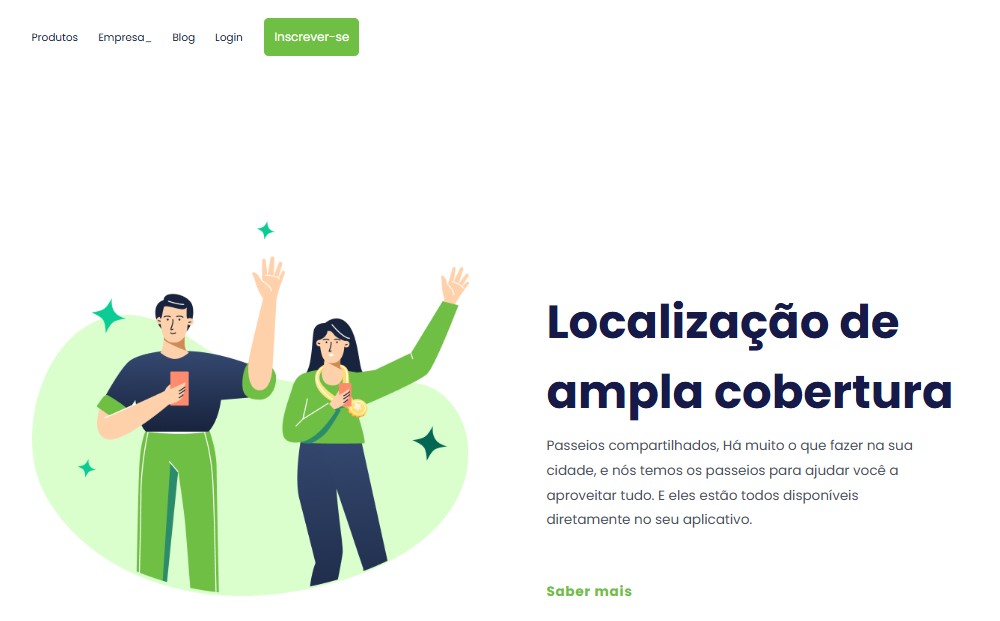 Produtos Empresa_ Blog Login Inscrever-se
Localização de
ampla cobertura
Passeios compartilhados, Há muito o que fazer na sua
cidade, e nós temos os passeios para ajudar você a
aproveitar tudo. E eles estão todos disponíveis
diretamente no seu aplicativo.
Saber mais